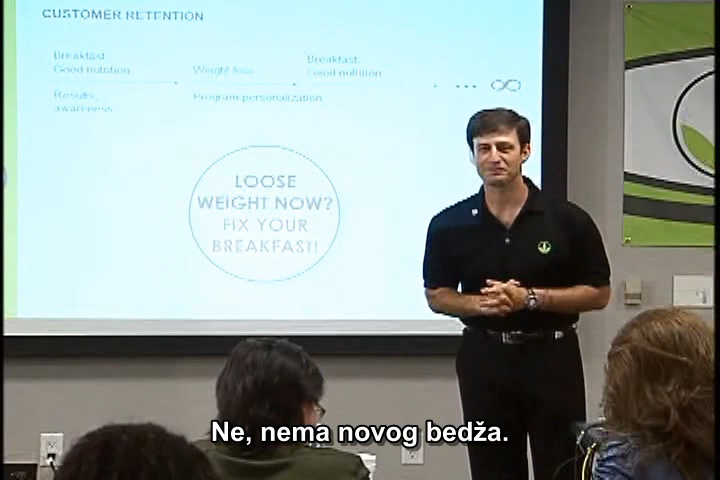 CUSTOMER RETENTION
Breakfast:
Good nutrition
Weight loss
Breakfast:
Good nutrition
Results,
awareness
Program personalization
LOOSE
WEIGHT NOW?
FIX YOUR
BREAKFAST!
Ne, nema novog bedža.